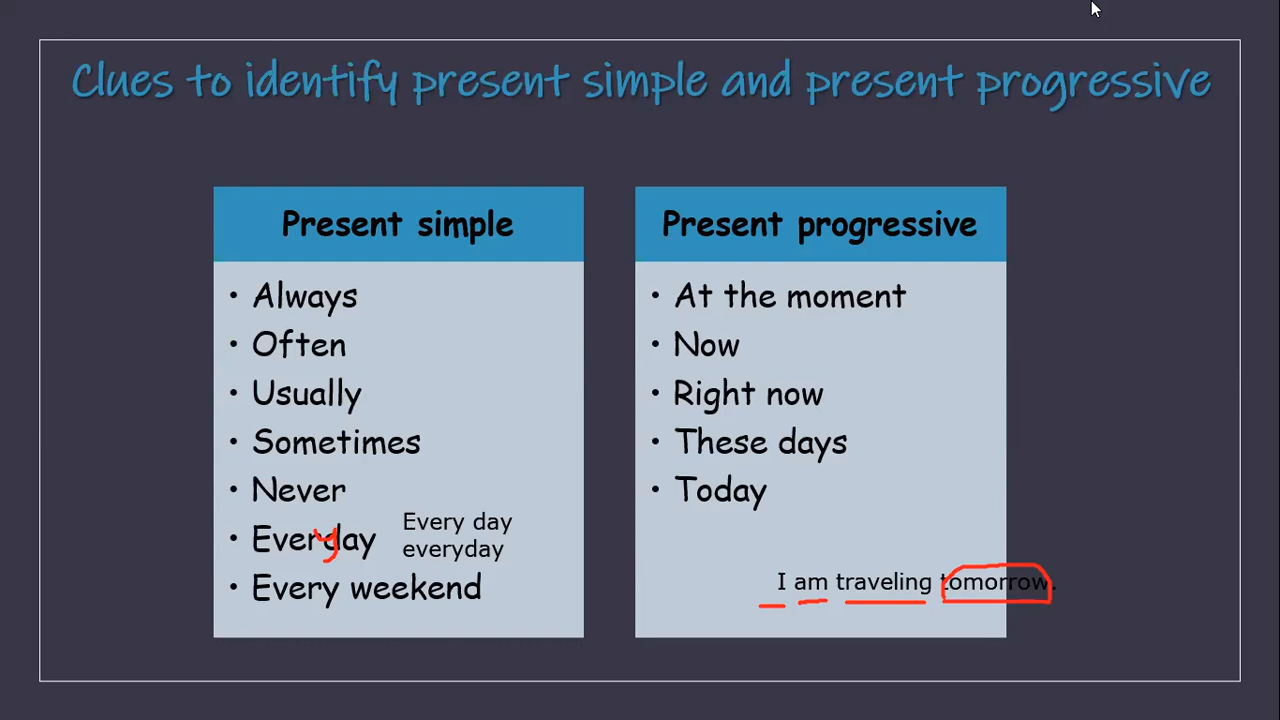 Clues to identify present simple and present progressive
Present simple
• Always
• Often
• Usually
• Sometimes
• Never
• Everyday
Every day
everyday
• Every weekend
Present progressive
• At the moment
• Now
• Right now
• These days
• Today
I am traveling tomorrow.